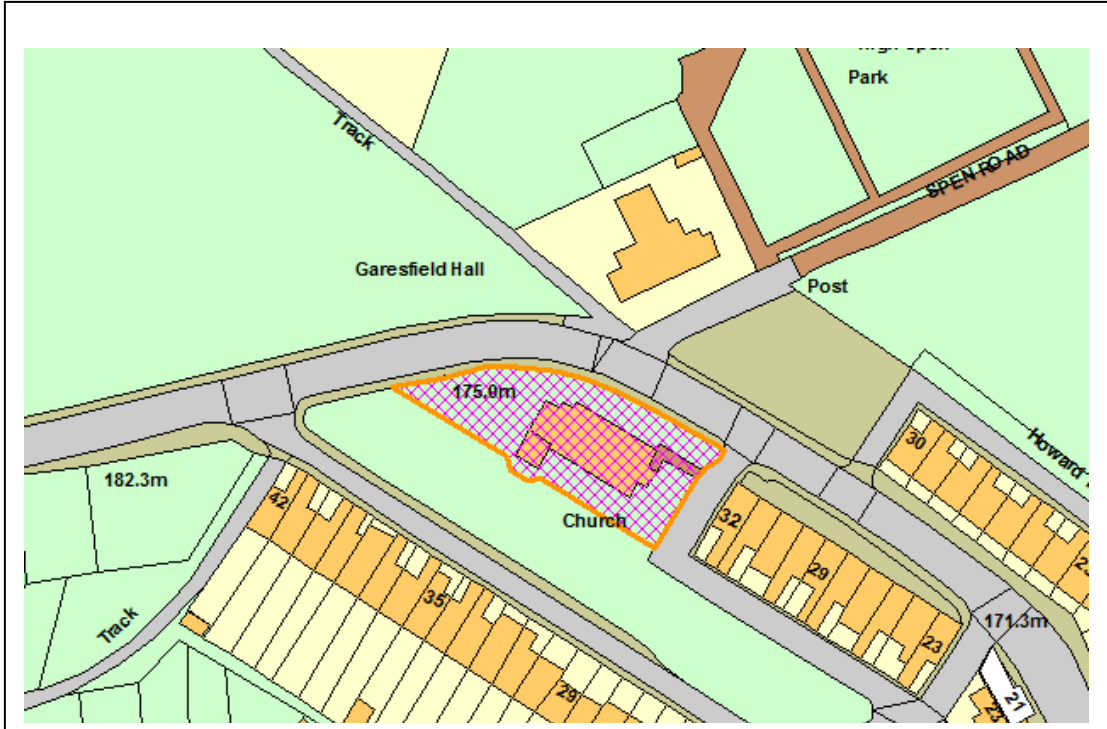 Park
Track
SPEN ROAD
Garesfield Hall
Post
175.0m
30
182.3m
42
Church
32
29
35
171.3m
Track
23
29
21
23